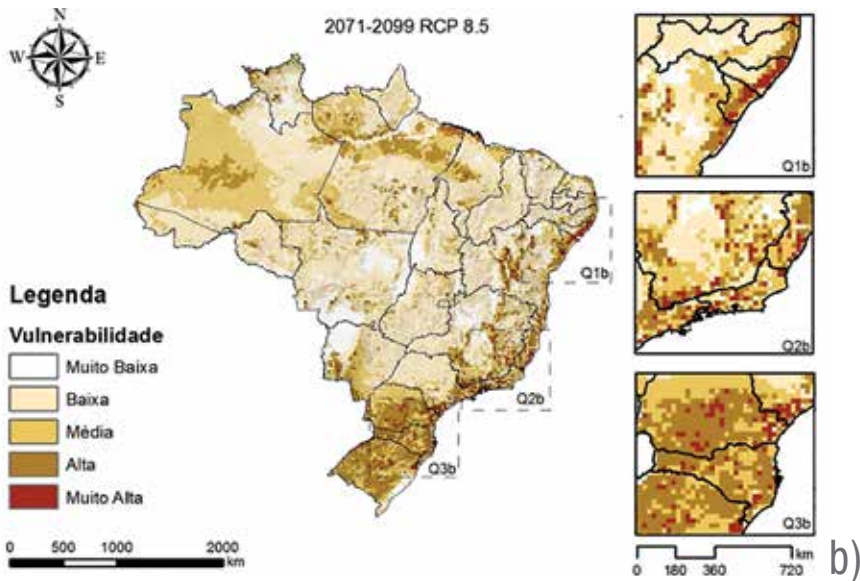 2071-2099 RCP 8.5
N
W E
S
Q1b
Q2b
Q3b
Legenda
Vulnerabilidade
Muito Baixa
Baixa
Média
Alta
Muito Alta
0 500 1000 2000
km
Q1b
Q2b
Q3b
km
0 180 360 720
b)